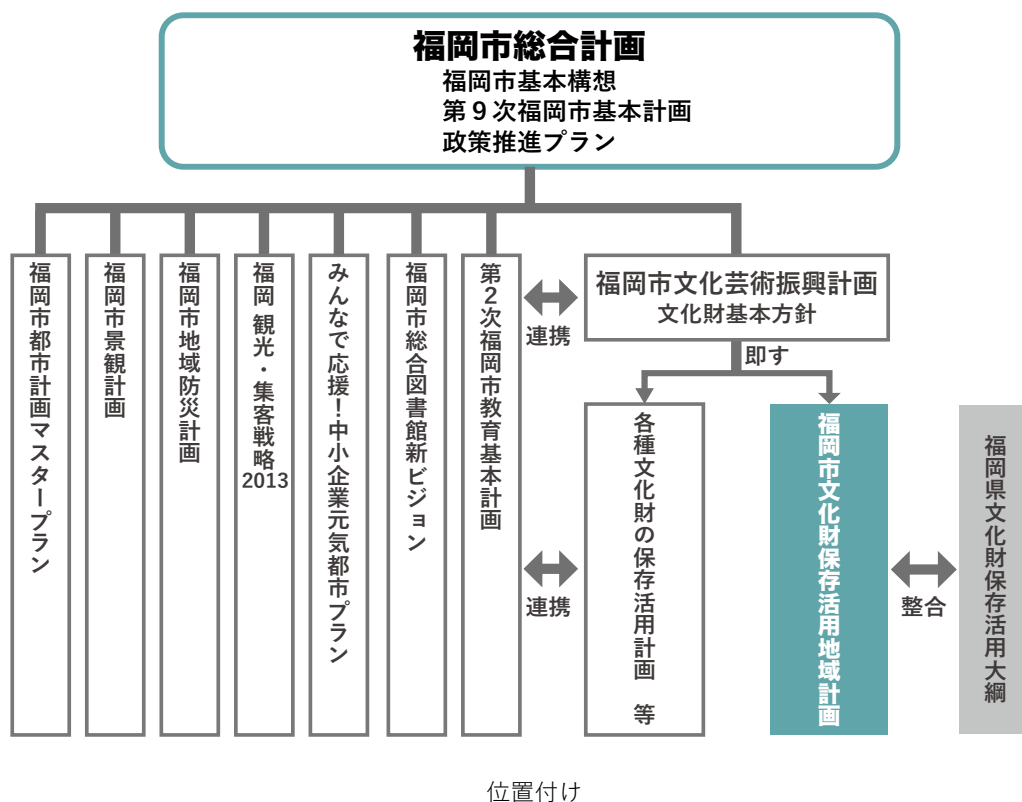 福岡市総合計画
福岡市基本構想
第9次福岡市基本計画
政策推進プラン
福岡市都市計画マスタープラン
福岡市景観計画
福岡市地域防災計画
福岡 観光・集客戦略2013
みんなで応援！中小企業元気都市プラン
福岡市総合図書館新ビジョン
第2次福岡市教育基本計画
連携
福岡市文化芸術振興計画
文化財基本方針
即す
連携
各種文化財の保存活用計画 等
福岡市文化財保存活用地域計画
整合
福岡県文化財保存活用大綱
位置付け